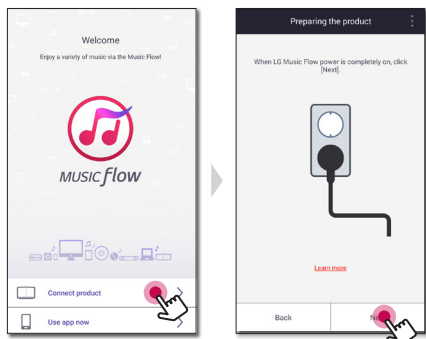 Welcome
Enjoy a variety of music via the Music Flow!
MUSIC flow
Connect product
Use app now
Preparing the product
When LG Music Flow power is completely on, click
[Next].
Learn more
Back